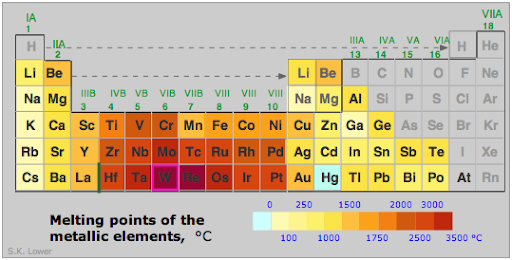 IA VIIA
1 IIA IIIA IVA VA VIA 18
H 2 13 14 15 16 H He
Li Be Li Be B C N O F Ne
Na Mg IIIB IVB VB VIB VIIB VIII VIII VIII Na Mg Al Si P S Cl Ar
3 4 5 6 7 8 9 10
K Ca Sc Ti V Cr Mn Fe Co Ni Cu Zn Ga Ge As Se Br Kr
Rb Sr Y Zr Nb Mo Tc Ru Rh Pd Ag Cd In Sn Sb Te I Xe
Cs Ba La Hf Ta W Re Os Ir Pt Au Hg Tl Pb Bi Po At Rn
Melting points of the
metallic elements, °C
0 250 1500 2000 3000
100 1000 1750 2500 3500 °C
S.K. Lower